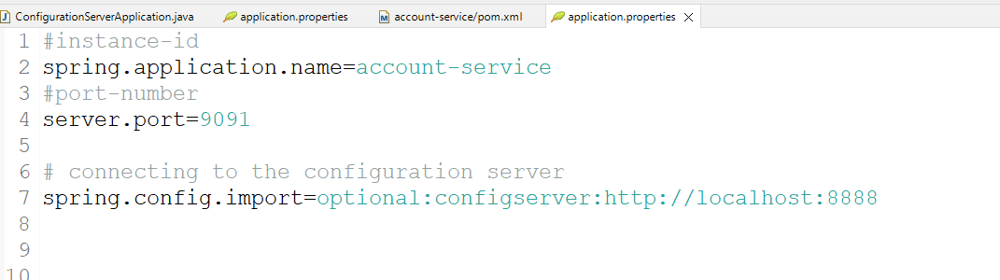 ConfigurationServerApplication.java application.properties account-service/pom.xml application.properties
1 #instance-id
2 spring.application.name=account-service
3 #port-number
4 server.port=9091
5
6 # connecting to the configuration server
7 spring.config.import=optional:configserver:http://localhost:8888
8
9
10